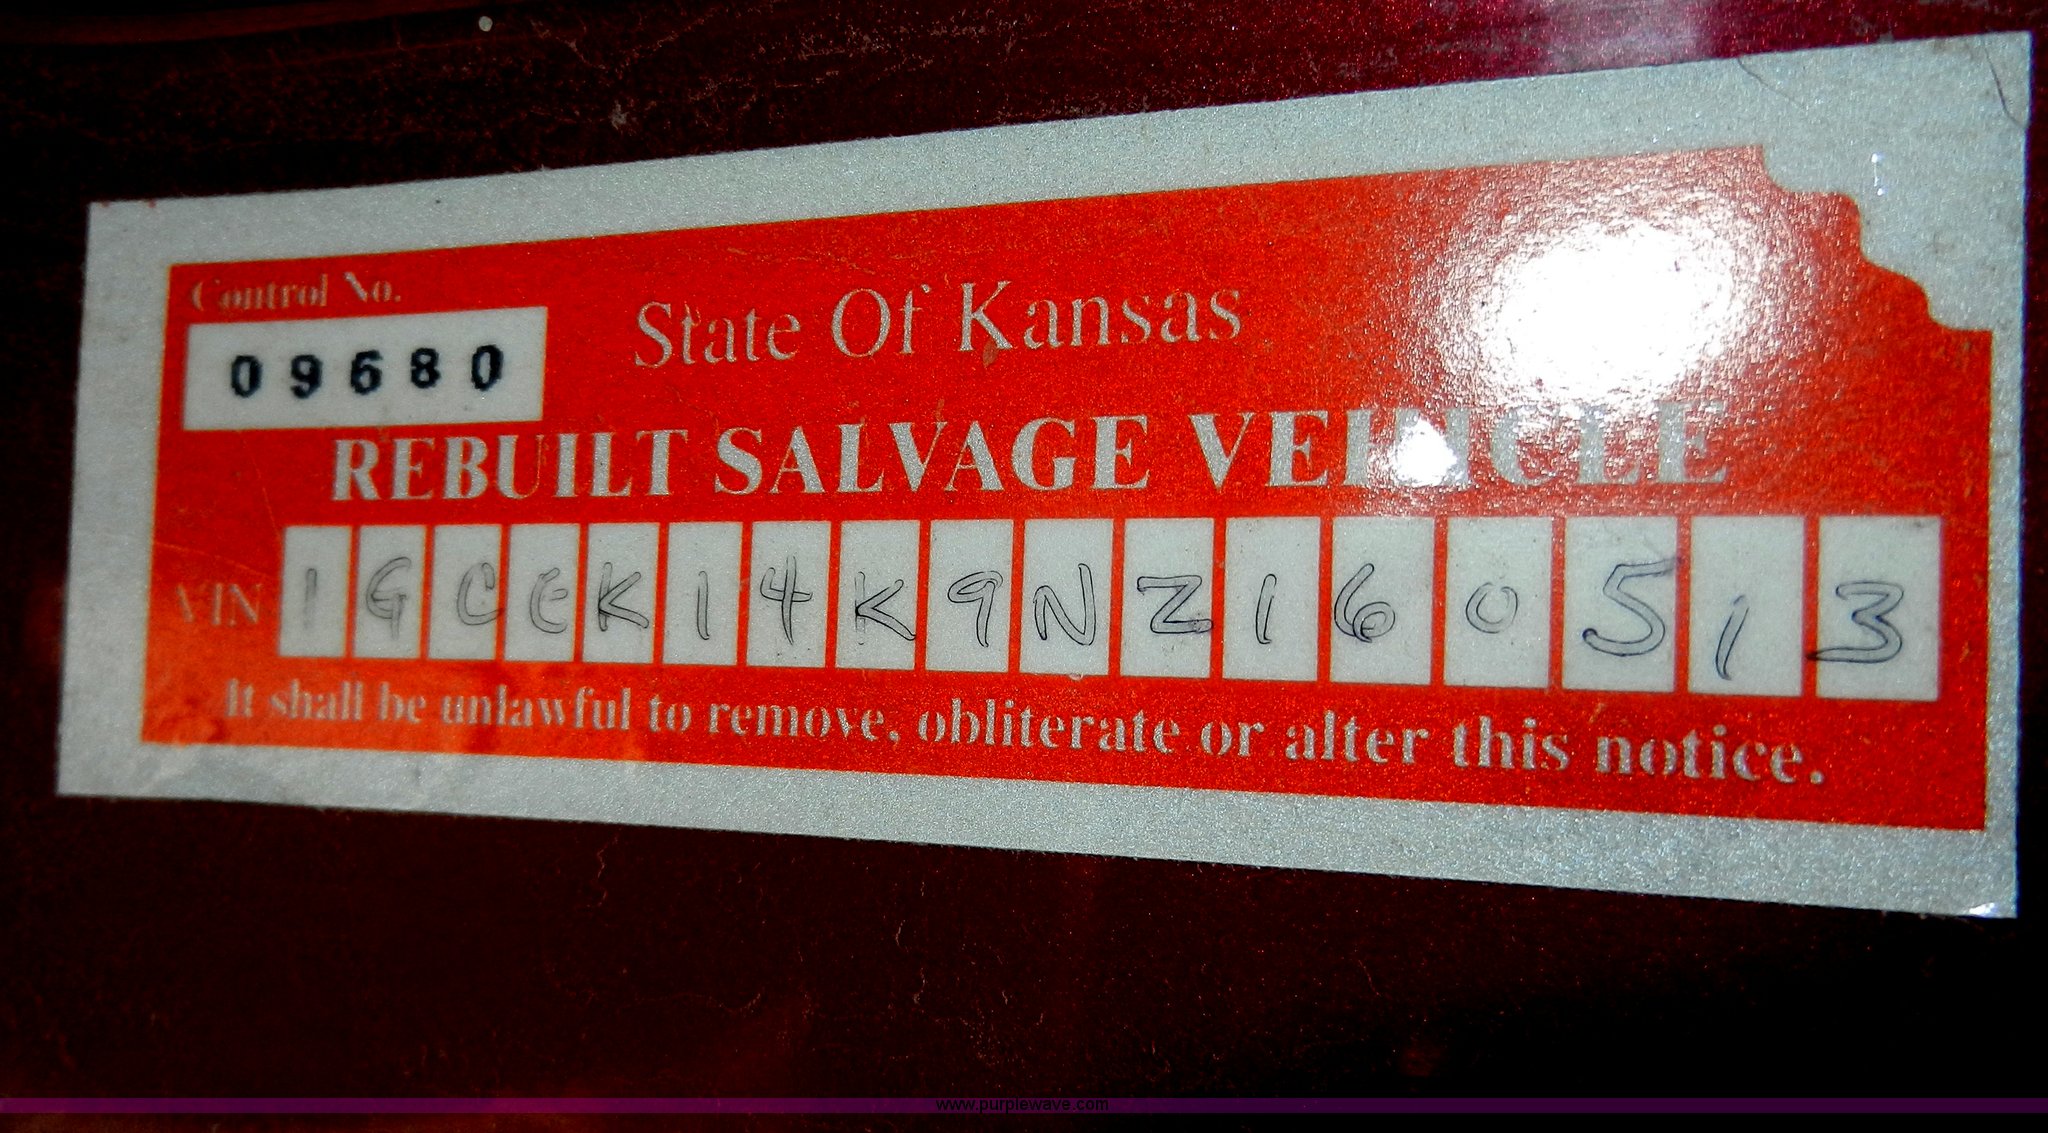 Control No.
09680
State Of Kansas
REBUILT SALVAGE VEHICLE
VIN 1GCEK14K9NZ160513
It shall be unlawful to remove, obliterate or alter this notice.
www.purplewave.com